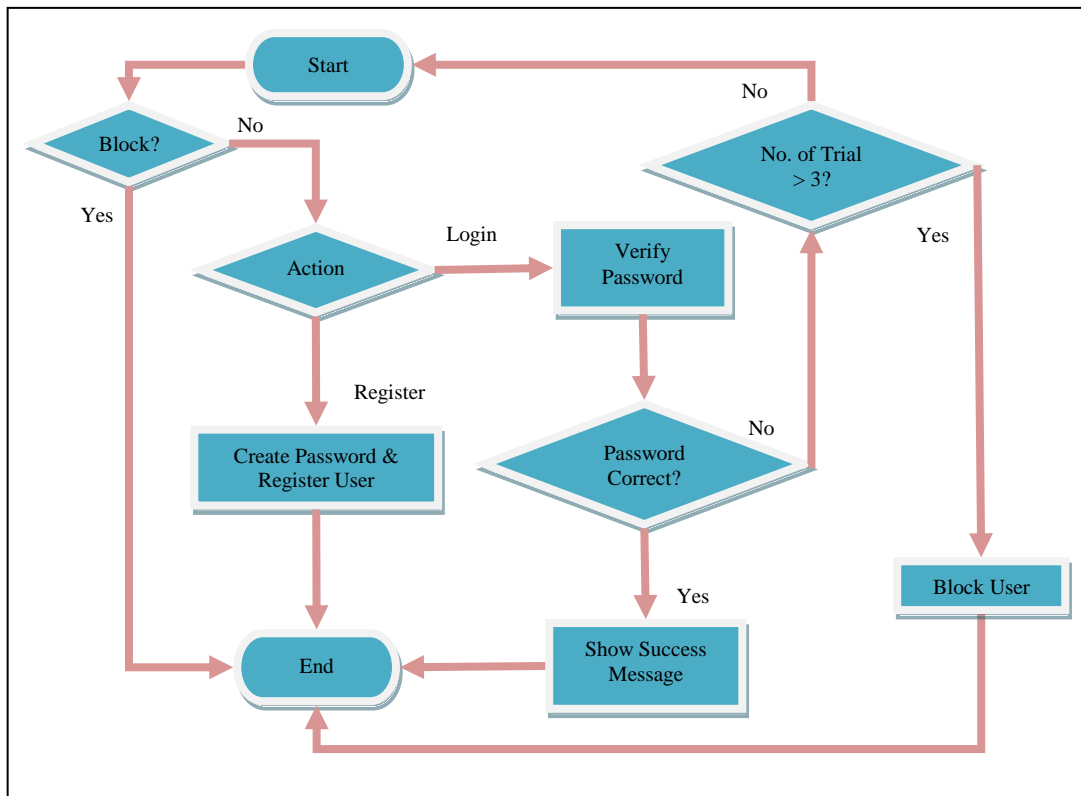 Start
No
Block?
No
No. of Trial
> 3?
Yes
Login
Yes
Verify
Password
Action
Register
No
Create Password &
Register User
Password
Correct?
Block User
Yes
End
Show Success
Message